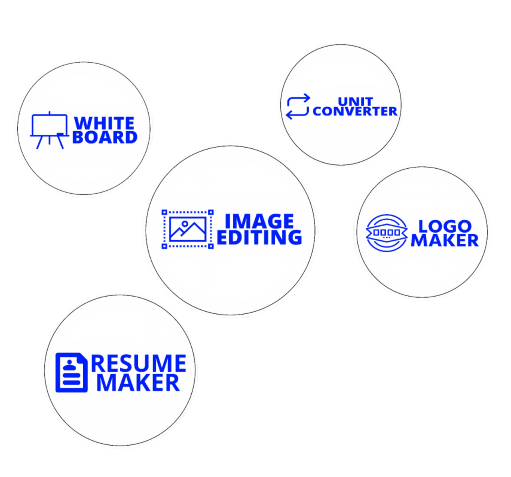 WHITE
BOARD
UNIT
CONVERTER
IMAGE
EDITING
LOGO
MAKER
RESUME
MAKER